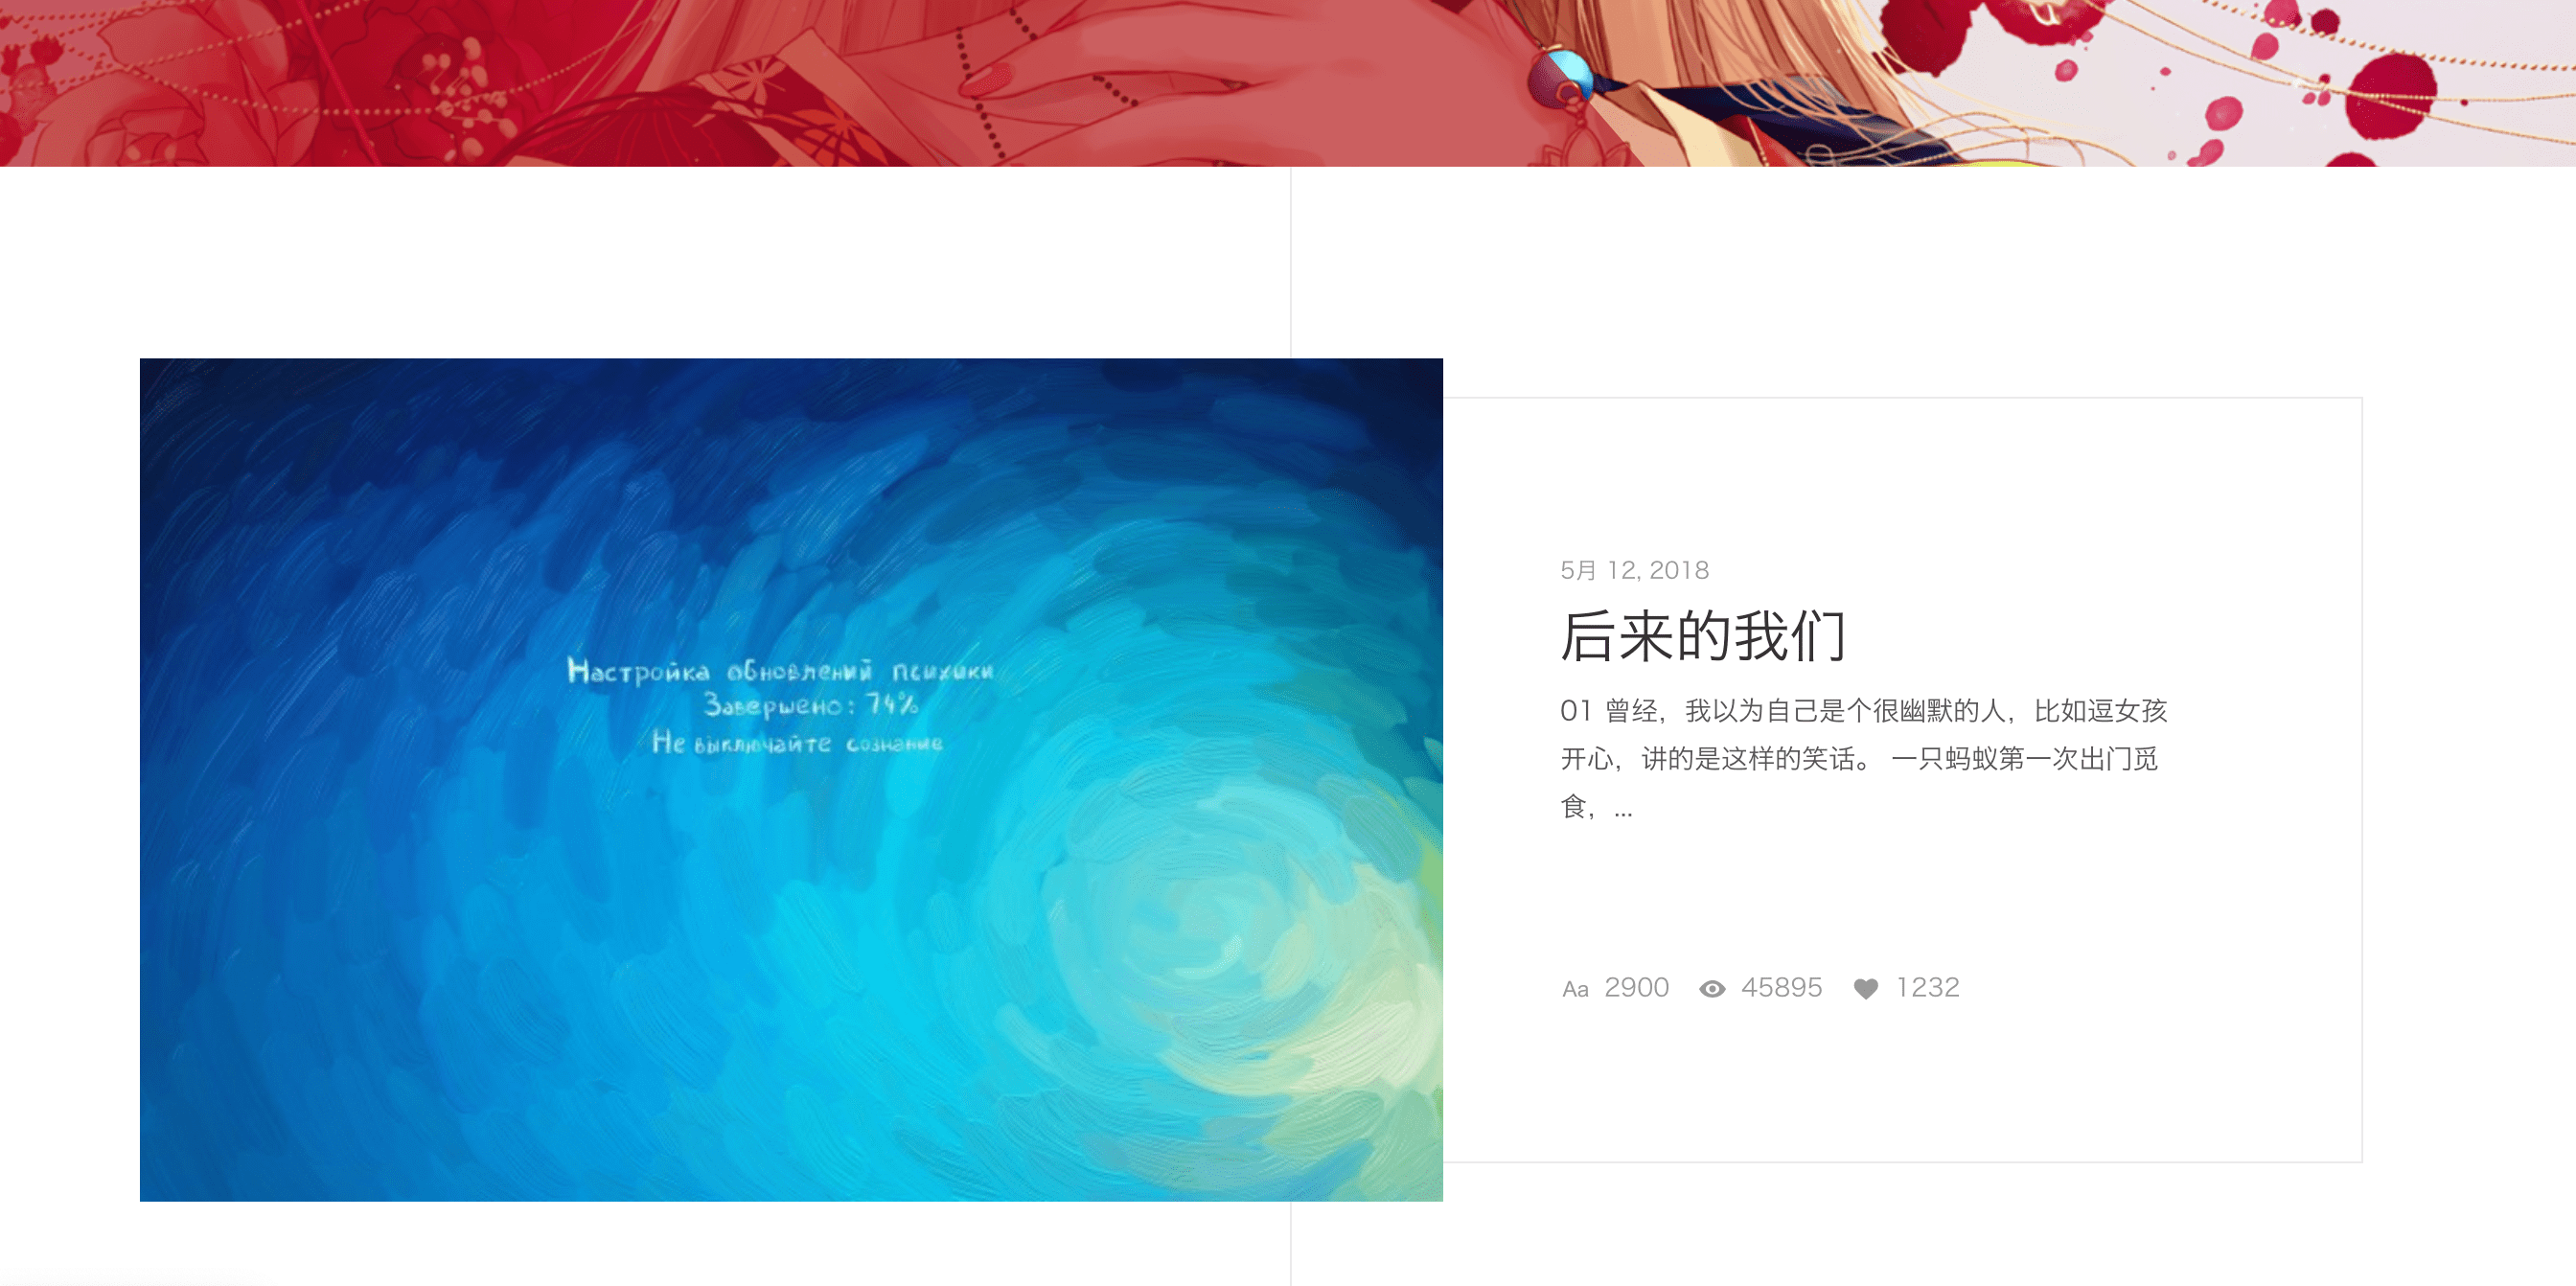 Настройка обновлений психики
Завершено: 74%
Не выключайте сознание
5月 12, 2018
后来的我们
01 曾经，我以为自己是个很幽默的人，比如逗女孩
开心，讲的是这样的笑话。 一只蚂蚁第一次出门觅
食，...
Aa 2900 45895 1232